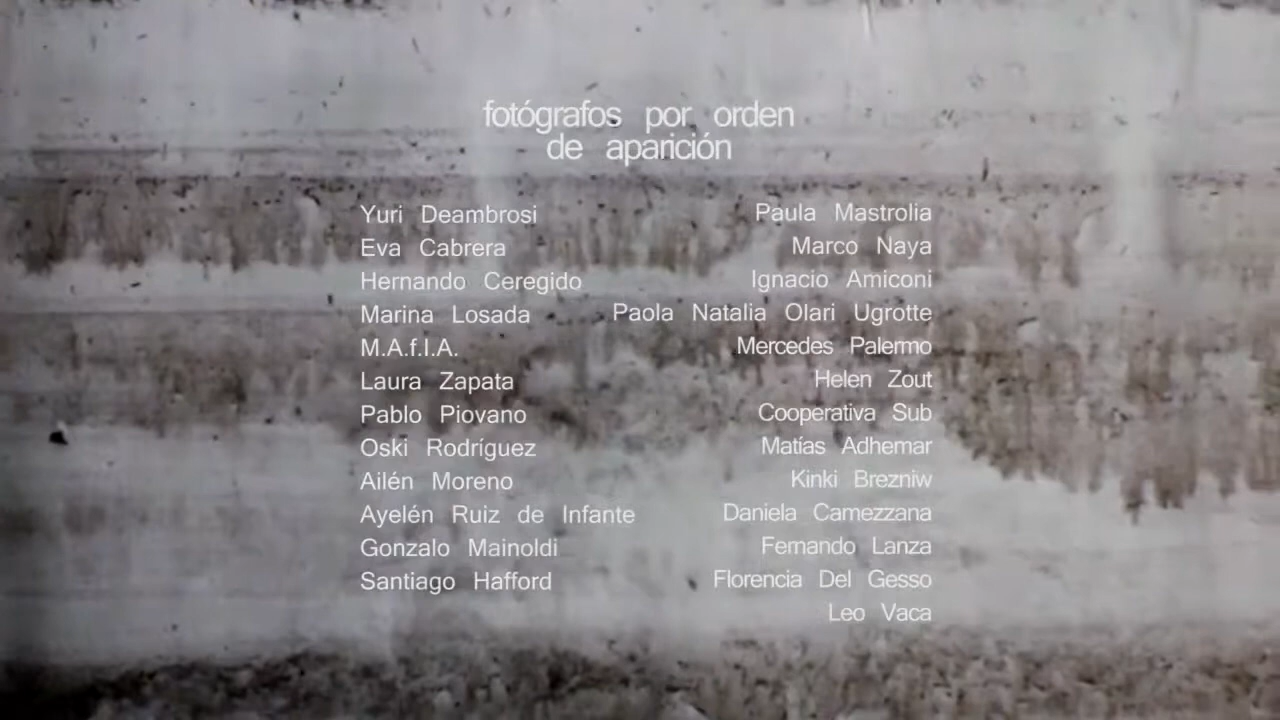 fotógrafos por orden
de aparición
Yuri Deambrosi
Eva Cabrera
Hernando Ceregido
Marina Losada
M.A.f.I.A.
Laura Zapata
Pablo Piovano
Oski Rodríguez
Ailén Moreno
Ayelén Ruiz de Infante
Gonzalo Mainoldi
Santiago Hafford
Paula Mastrolia
Marco Naya
Ignacio Amiconi
Paola Natalia Olari Ugrotte
Mercedes Palermo
Helen Zout
Cooperativa Sub
Matías Adhemar
Kinki Brezniw
Daniela Camezzana
Fernando Lanza
Florencia Del Gesso
Leo Vaca